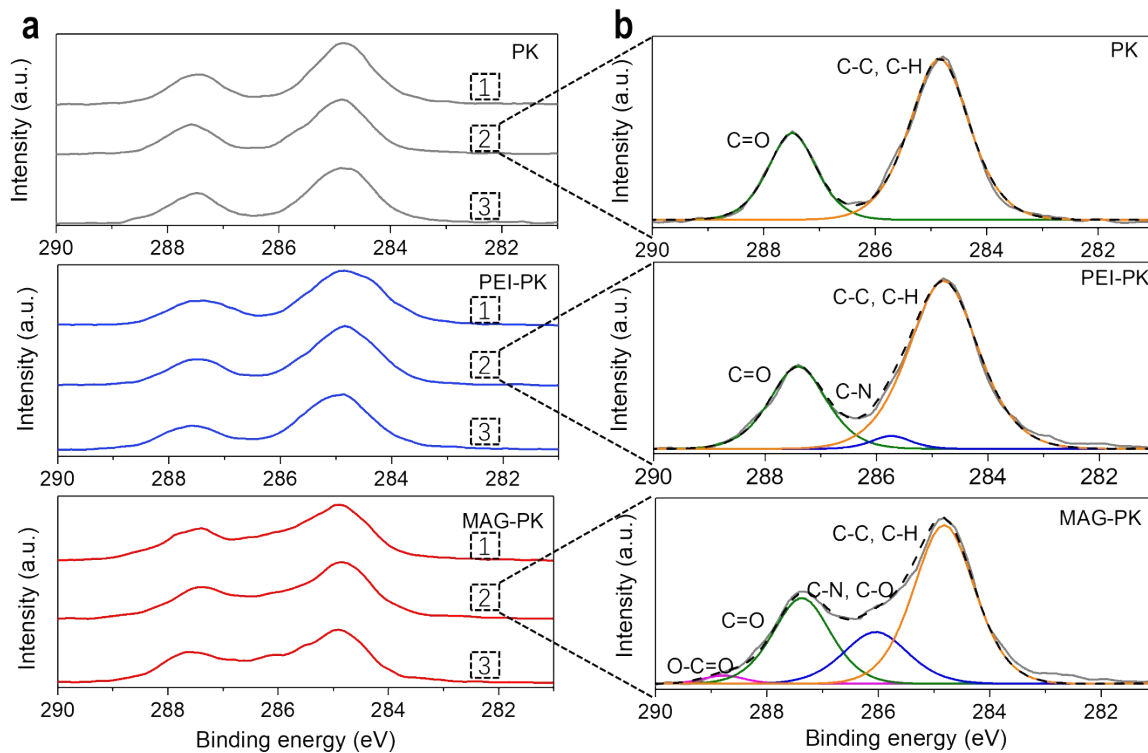 a
PK
1
2
3
Intensity (a.u.)
290 288 286 284 282
PEI-PK
1
2
3
Intensity (a.u.)
290 288 286 284 282
MAG-PK
1
2
3
Intensity (a.u.)
290 288 286 284 282
Binding energy (eV)
b
PK
C-C, C-H
C=O
Intensity (a.u.)
290 288 286 284 282
PEI-PK
C-C, C-H
C=O
C-N
Intensity (a.u.)
290 288 286 284 282
MAG-PK
C-C, C-H
C-N, C-O
C=O
O-C=O
Intensity (a.u.)
290 288 286 284 282
Binding energy (eV)